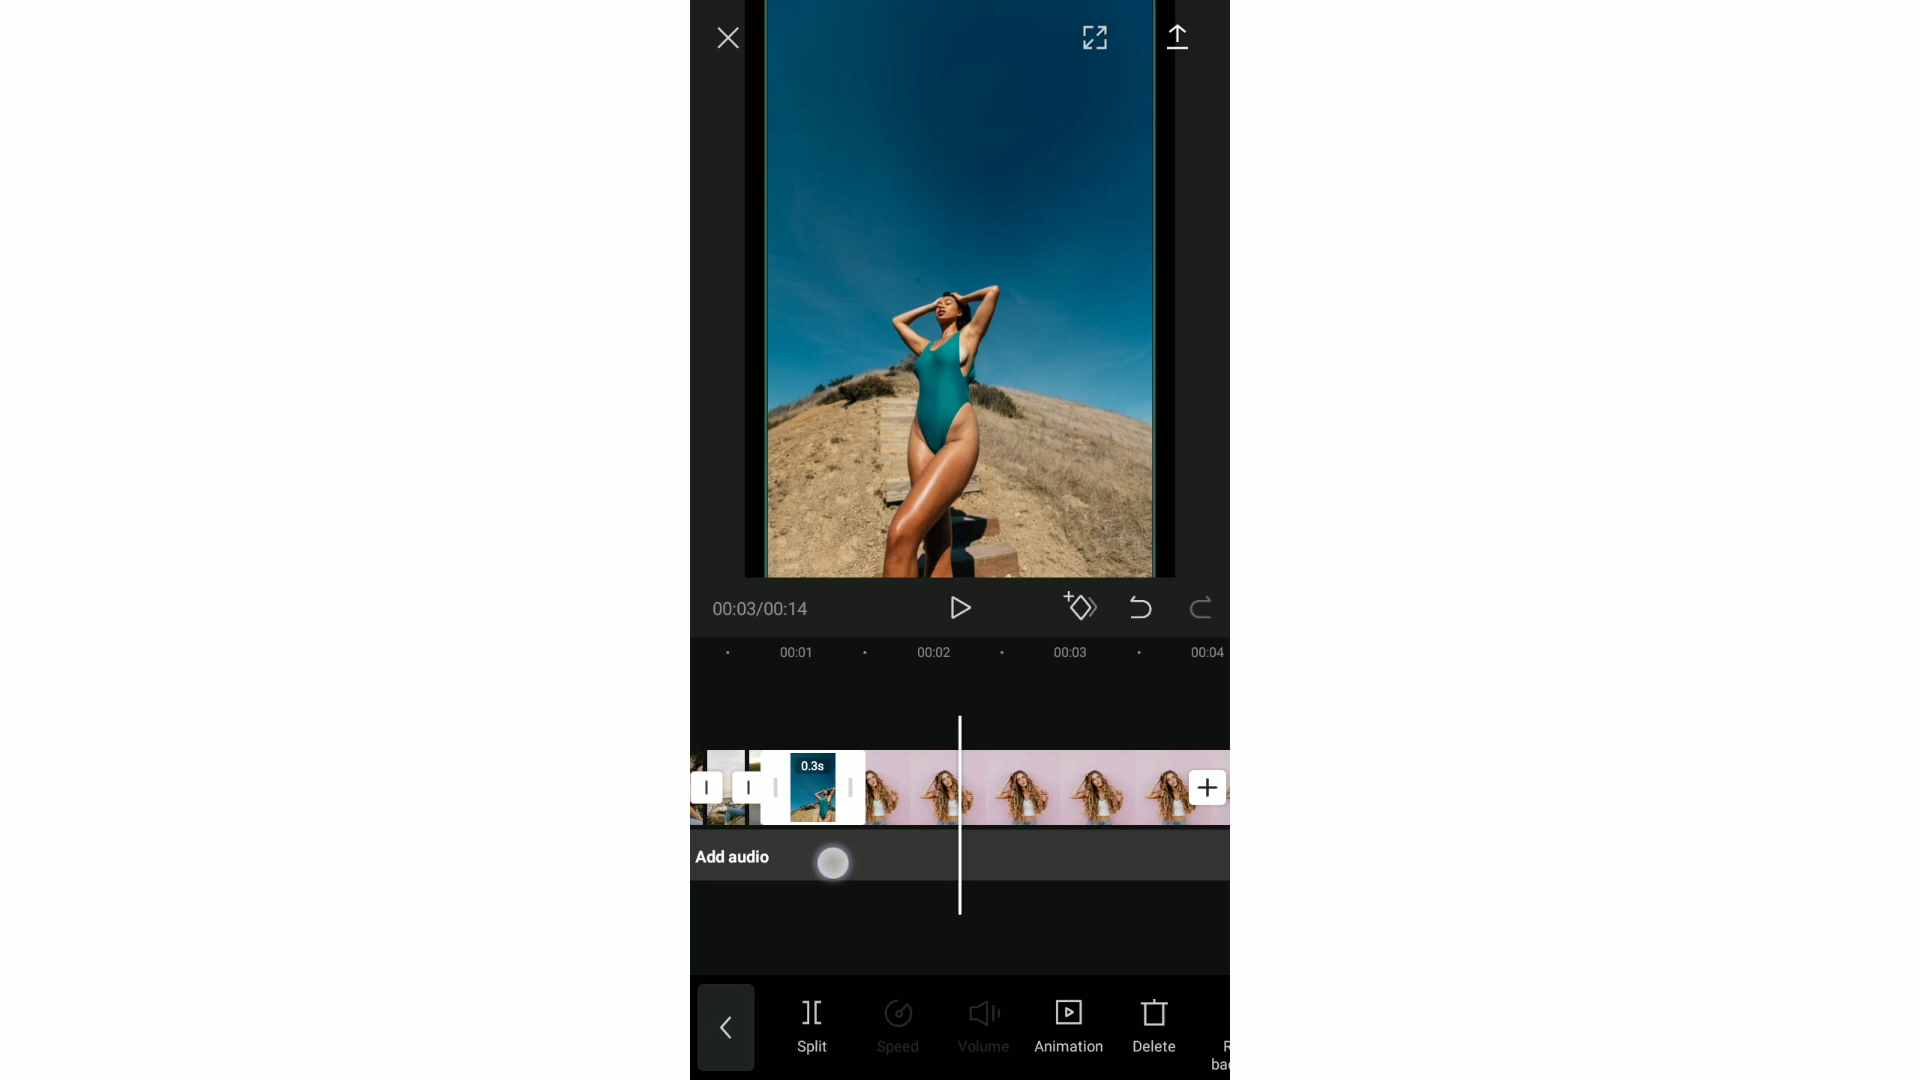 00:03/00:14
00:01 00:02 00:03 00:04
0.3s
Add audio
Split Speed Volume Animation Delete